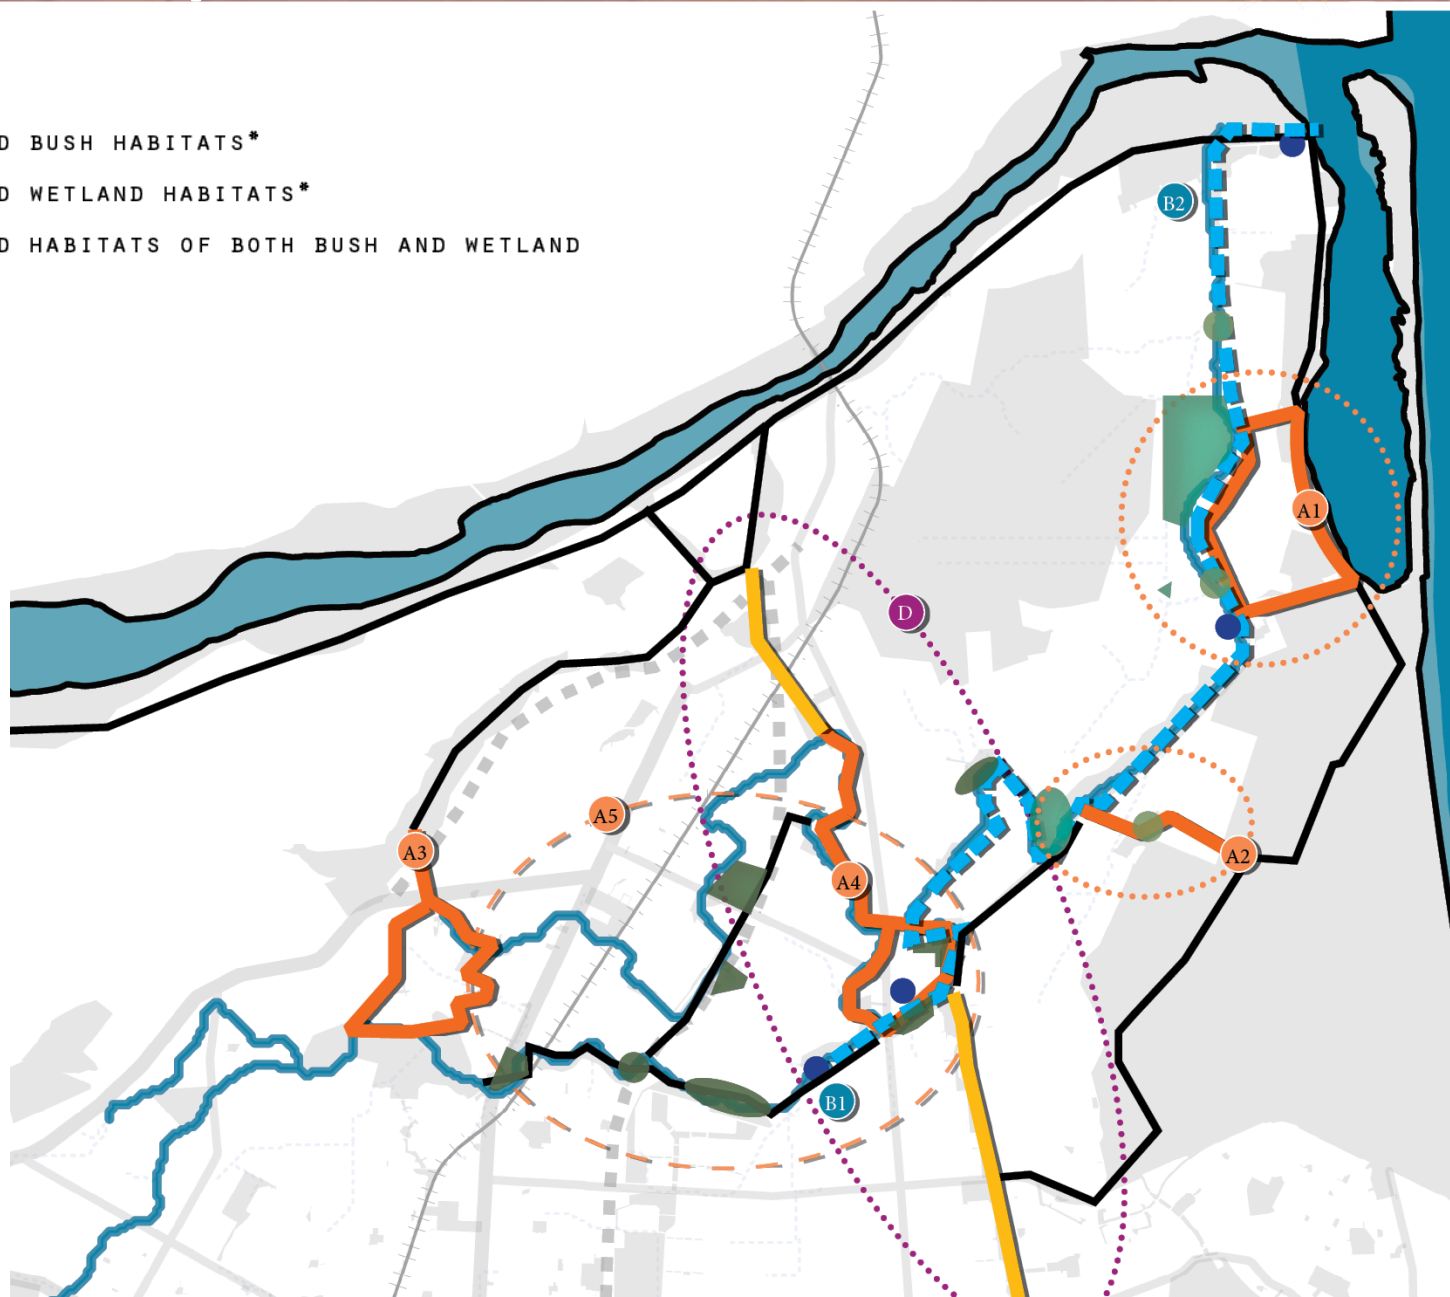 D BUSH HABITATS*
D WETLAND HABITATS*
D HABITATS OF BOTH BUSH AND WETLAND
B2
A1
D
A5
A3
A2
A4
B1